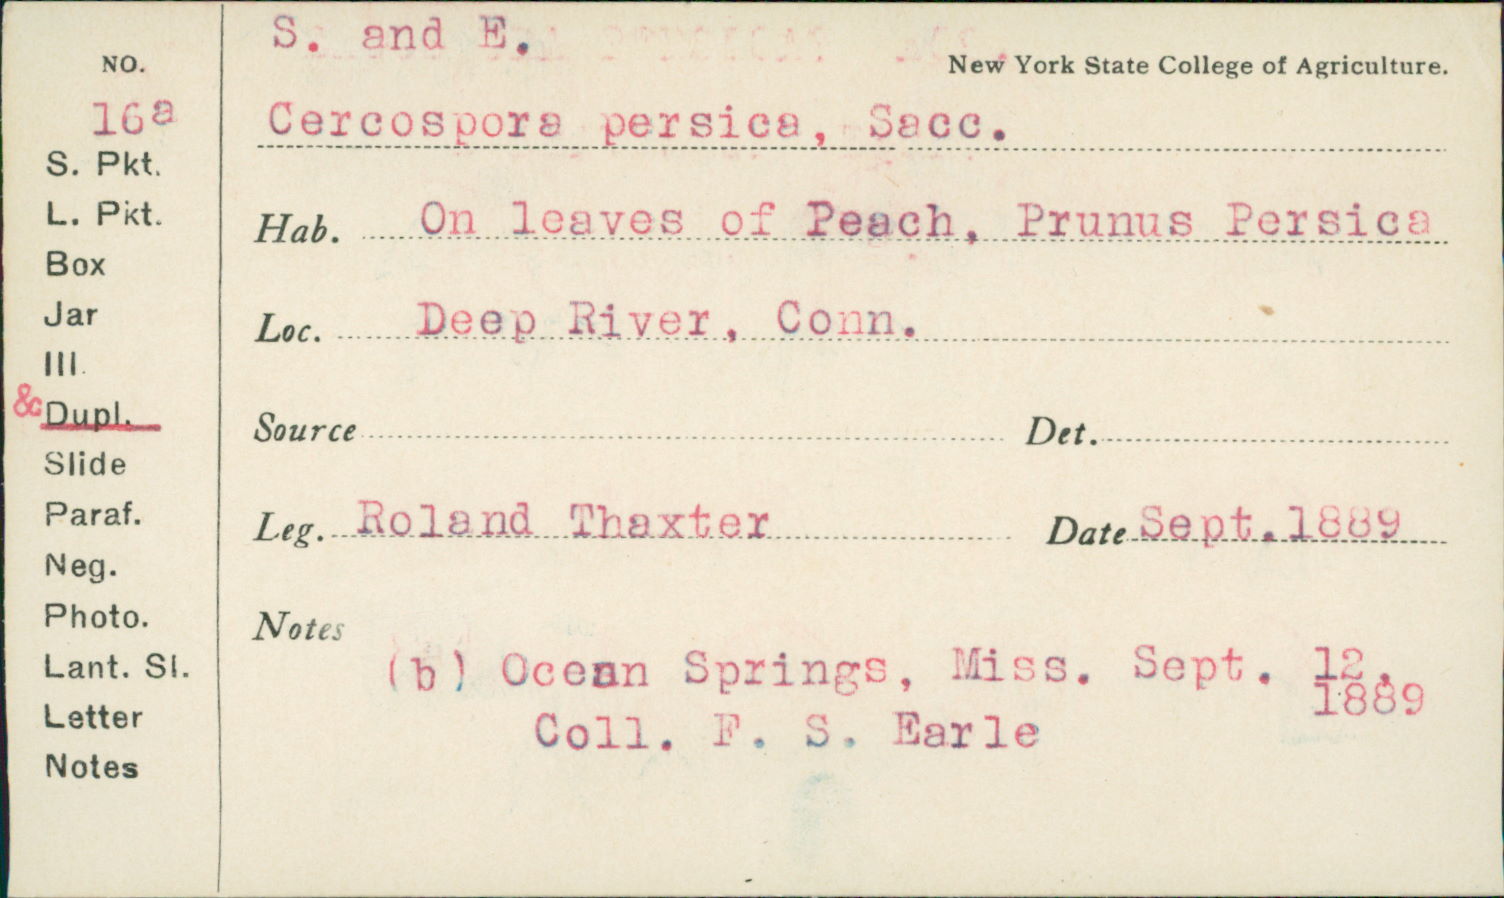 S. and E.
New York State College of Agriculture.
NO.
16a
Cercospora persica, Sacc.
S. Pkt.
L. Pkt.
Box
Jar
Ill.
& Dupl.
Slide
Paraf.
Neg.
Photo.
Lant. Sl.
Letter
Notes
Hab. On leaves of Peach, Prunus Persica
Loc. Deep River, Conn.
Source Det.
Leg. Roland Thaxter Date Sept.1889
Notes
(b) Ocean Springs, Miss. Sept. 12,
1889
Coll. F. S. Earle